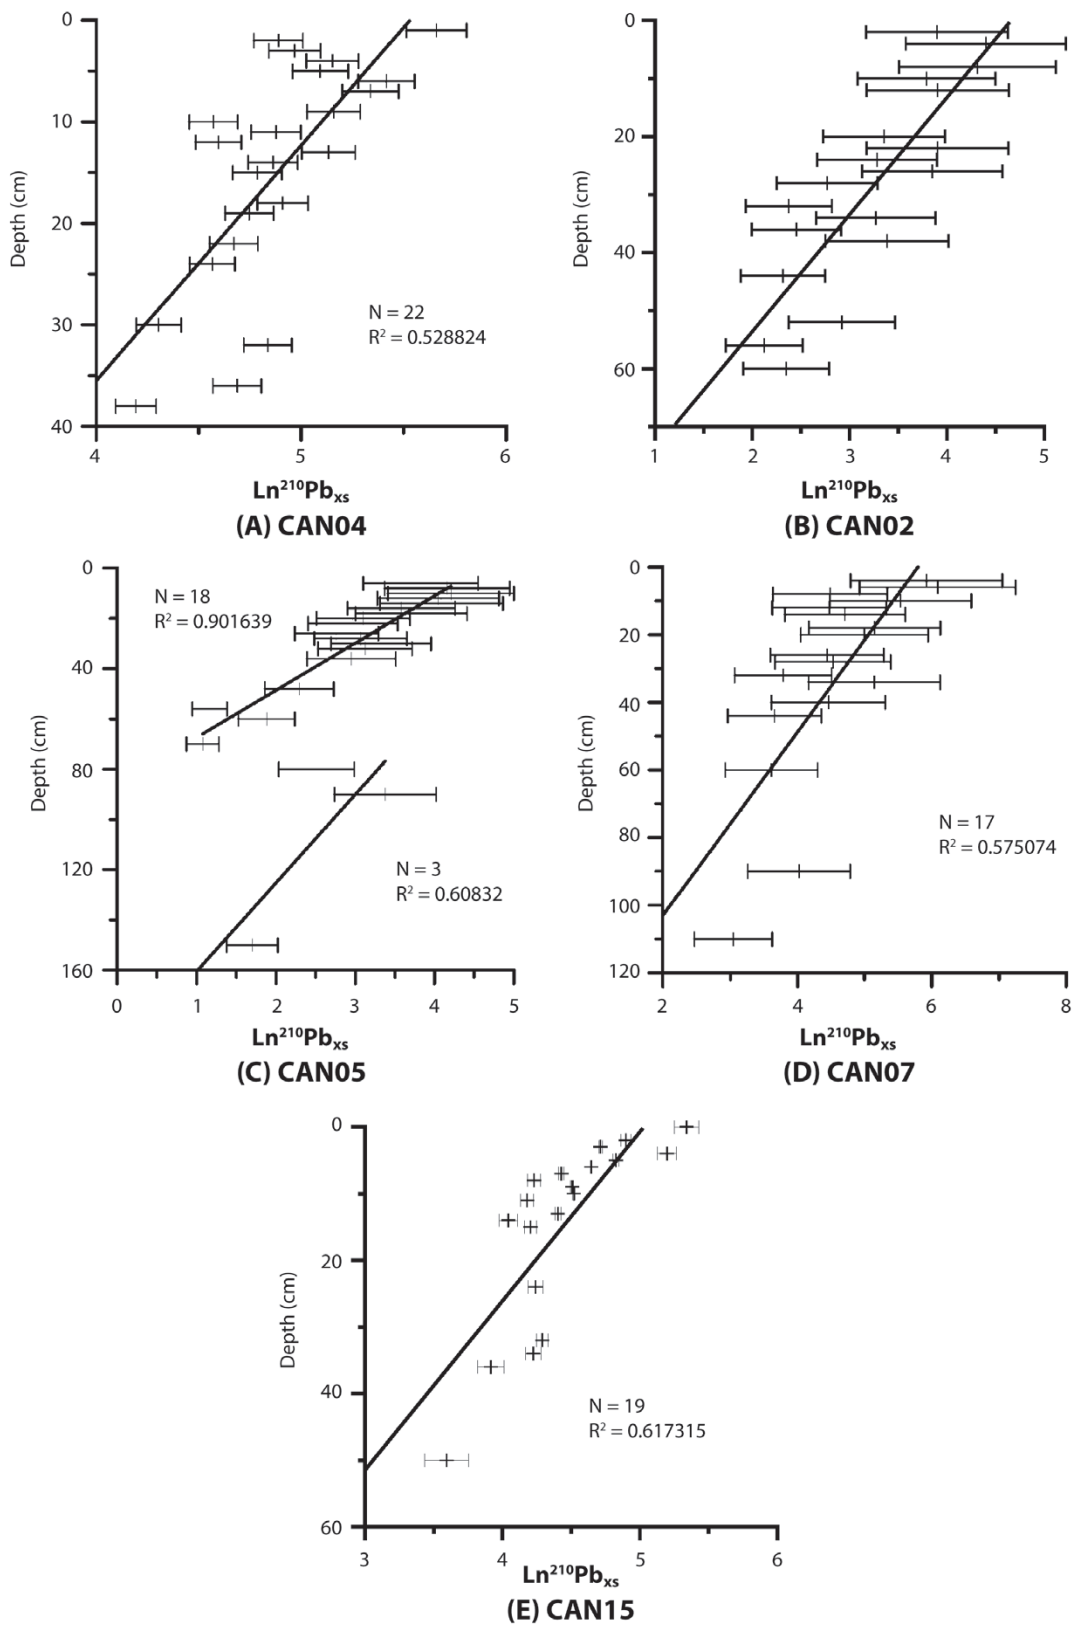 0
10
20
30
40
Depth (cm)
N = 22
R² = 0.528824
4
5
6
Ln²¹⁰Pbₓₛ
(A) CAN04
0
20
40
60
Depth (cm)
1
2
3
4
5
Ln²¹⁰Pbₓₛ
(B) CAN02
0
40
80
120
160
Depth (cm)
N = 18
R² = 0.901639
N = 3
R² = 0.60832
0
1
2
3
4
5
Ln²¹⁰Pbₓₛ
(C) CAN05
0
20
40
60
80
100
120
Depth (cm)
N = 17
R² = 0.575074
2
4
6
8
Ln²¹⁰Pbₓₛ
(D) CAN07
0
20
40
60
Depth (cm)
N = 19
R² = 0.617315
3
4
5
6
Ln²¹⁰Pbₓₛ
(E) CAN15